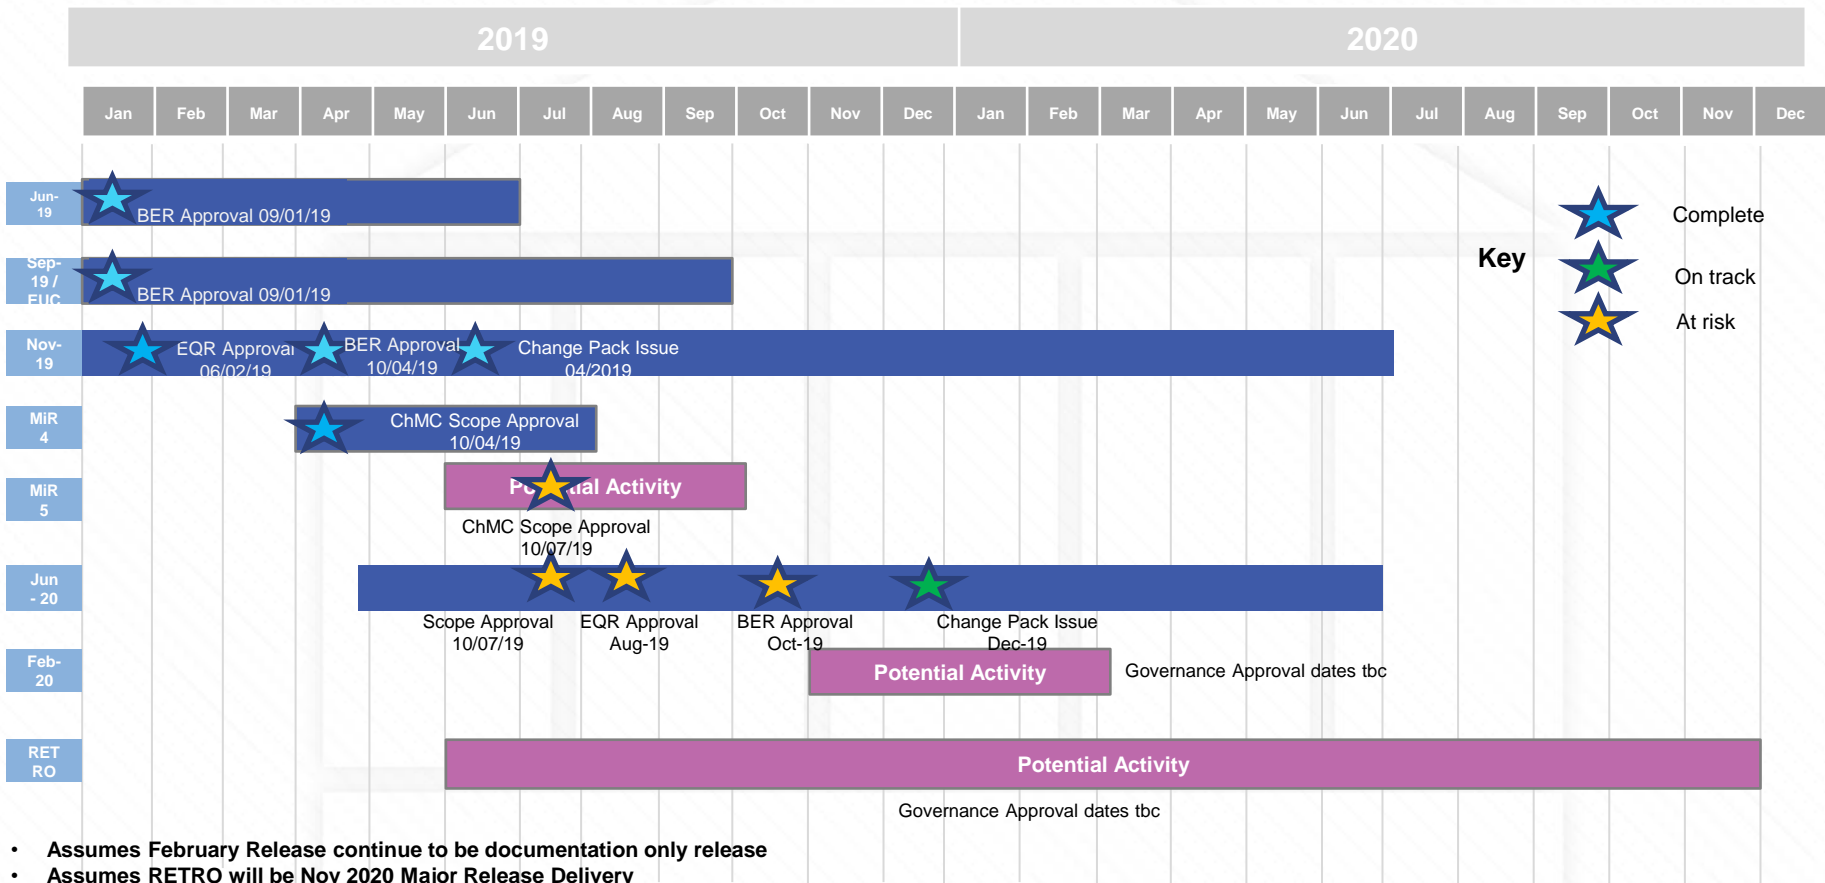 2019
2020
Jan Feb Mar Apr May Jun Jul Aug Sep Oct Nov Dec Jan Feb Mar Apr May Jun Jul Aug Sep Oct Nov Dec
Jun-
19
BER Approval 09/01/19
Complete
Key
On track
At risk
Sep-
19 /
EUC
BER Approval 09/01/19
Nov-
19
EQR Approval
06/02/19
BER Approval
10/04/19
Change Pack Issue
04/2019
MiR
4
ChMC Scope Approval
10/04/19
MiR
5
Potential Activity
ChMC Scope Approval
10/07/19
Jun
- 20
Scope Approval
10/07/19
EQR Approval
Aug-19
BER Approval
Oct-19
Change Pack Issue
Dec-19
Feb-
20
Potential Activity
Governance Approval dates tbc
RET
RO
Potential Activity
Governance Approval dates tbc
• Assumes February Release continue to be documentation only release
• Assumes RETRO will be Nov 2020 Major Release Delivery